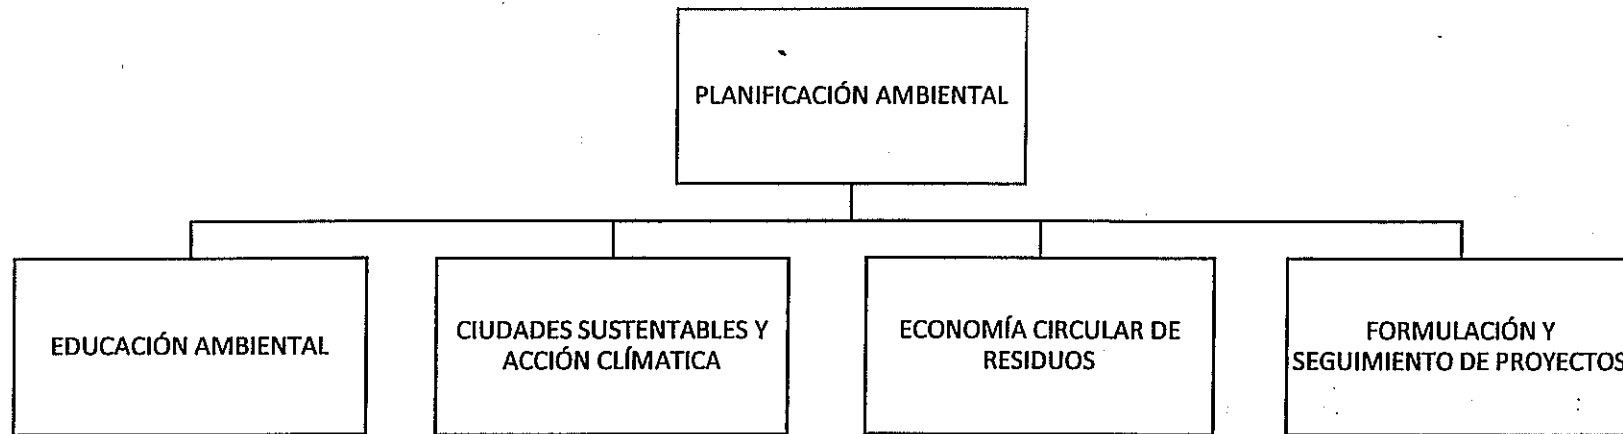 PLANIFICACIÓN AMBIENTAL
EDUCACIÓN AMBIENTAL
CIUDADES SUSTENTABLES Y
ACCIÓN CLÍMATICA
ECONOMÍA CIRCULAR DE
RESIDUOS
FORMULACIÓN Y
SEGUIMIENTO DE PROYECTOS